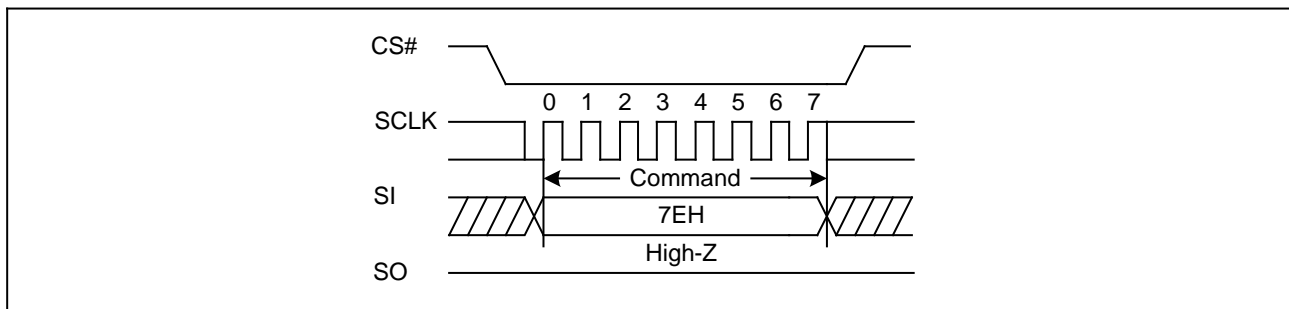 CS#
0 1 2 3 4 5 6 7
SCLK
Command
SI
7EH
High-Z
SO